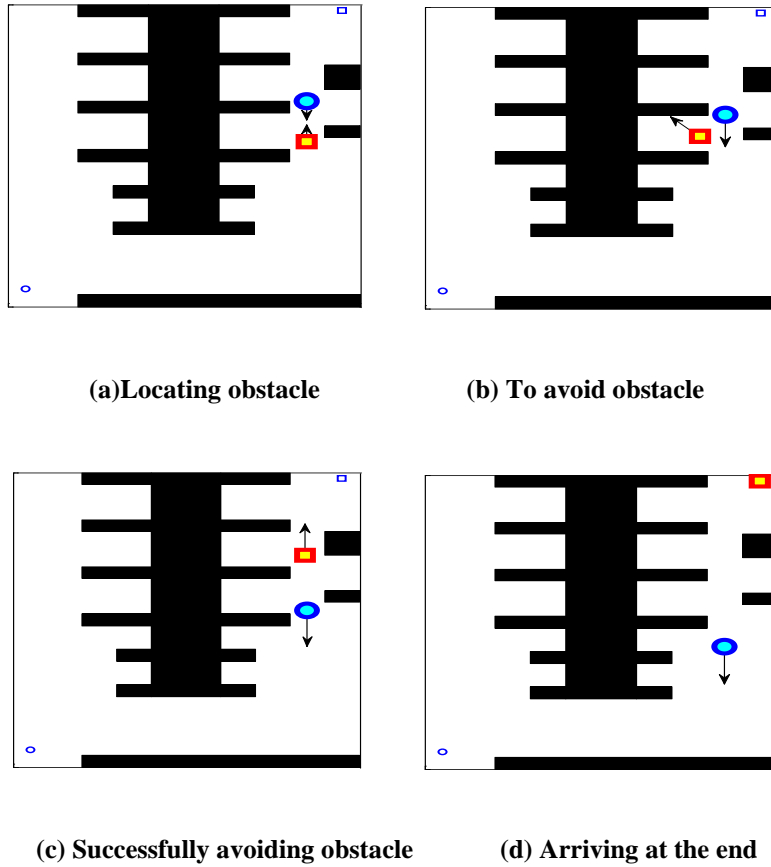 (a)Locating obstacle
(b) To avoid obstacle
(c) Successfully avoiding obstacle
(d) Arriving at the end